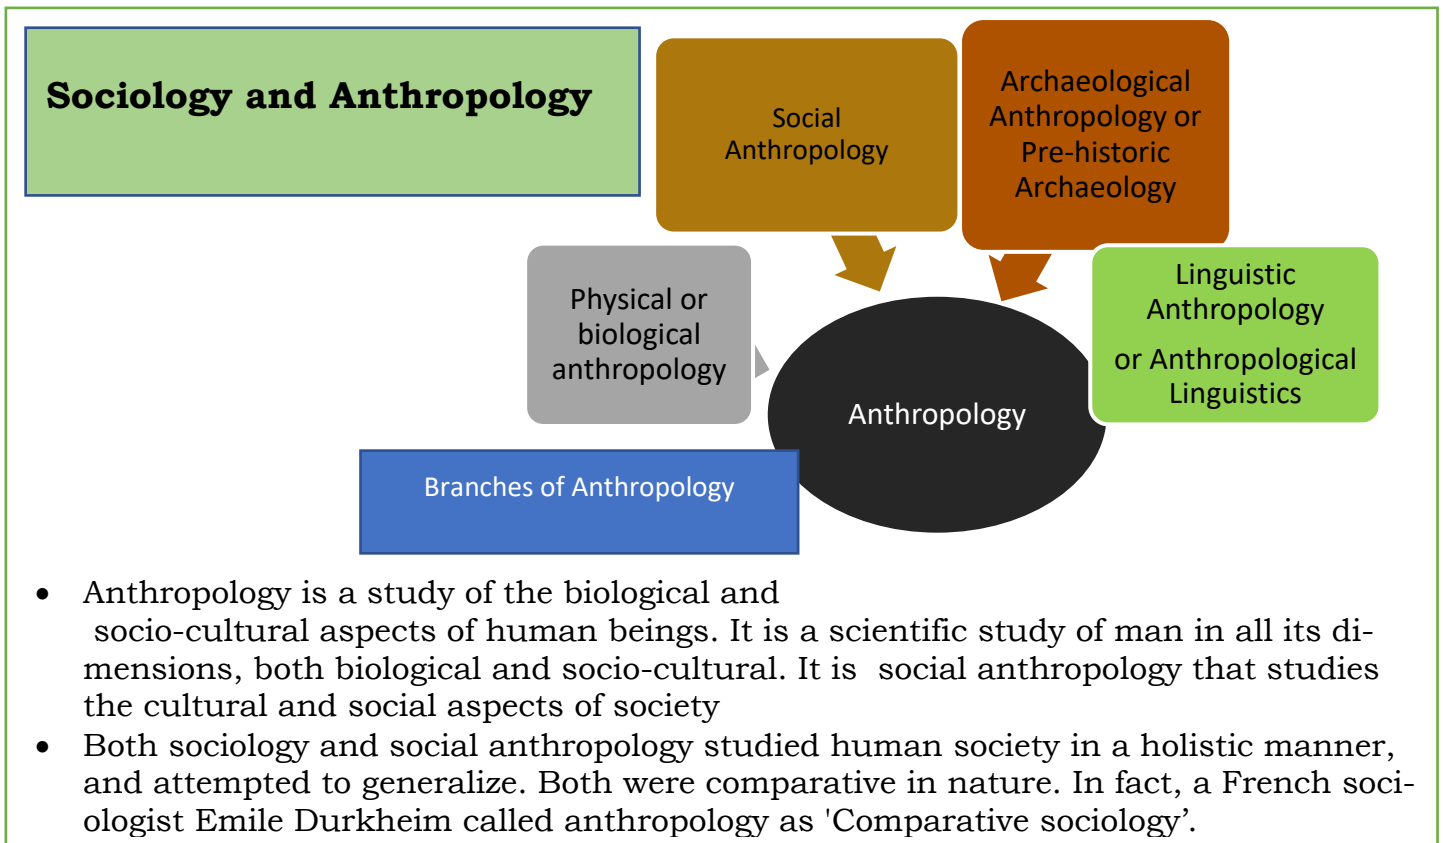 Sociology and Anthropology
Social
Anthropology
Archaeological
Anthropology or
Pre-historic
Archaeology
Physical or
biological
anthropology
Linguistic
Anthropology
or Anthropological
Linguistics
Anthropology
Branches of Anthropology
• Anthropology is a study of the biological and
socio-cultural aspects of human beings. It is a scientific study of man in all its di-
mensions, both biological and socio-cultural. It is  social anthropology that studies
the cultural and social aspects of society
• Both sociology and social anthropology studied human society in a holistic manner,
and attempted to generalize. Both were comparative in nature. In fact, a French soci-
ologist Emile Durkheim called anthropology as 'Comparative sociology’.